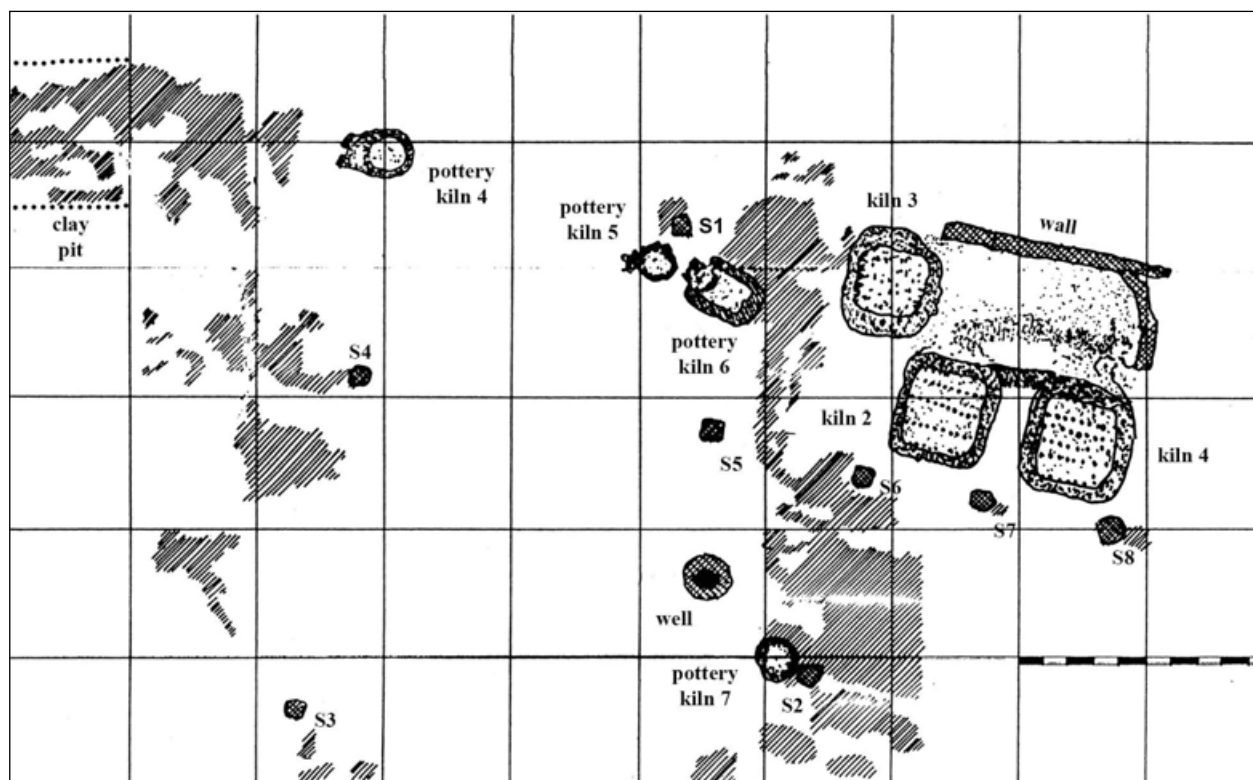 clay
pit
pottery
kiln 4
pottery
kiln 5
S1
kiln 3
wall
pottery
kiln 6
S4
kiln 2
kiln 4
S5
S6
S7
S8
well
pottery
kiln 7
S2
S3